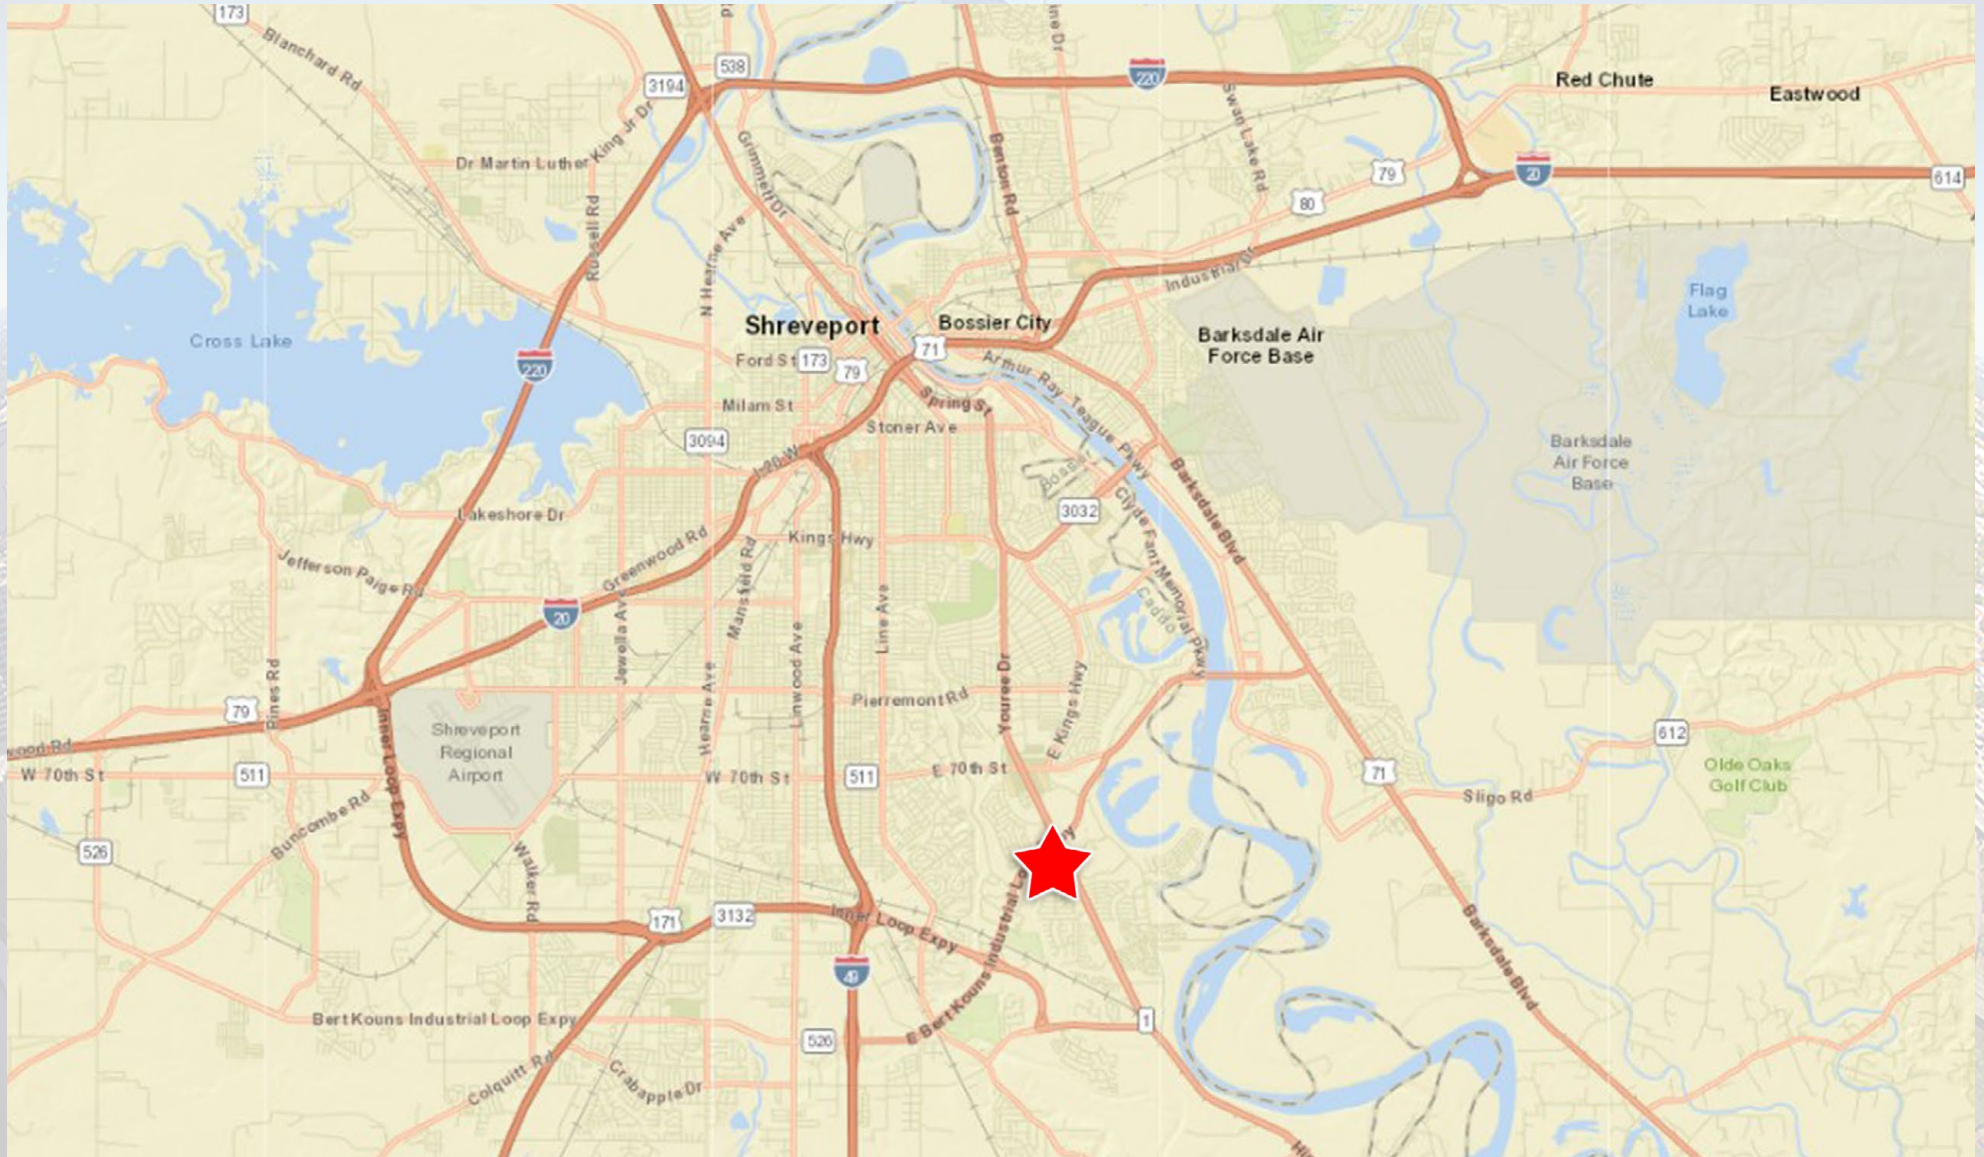 173
Blanchard Rd
538
3194
220
Red Chute
Eastwood
Dr Martin Luther King Jr Dr
Grimmett Dr
Benton Rd
Swan Lake Rd
79
20
614
80
Russell Rd
N Hearne Ave
Industrial Dr
Flag
Lake
Shreveport
Bossier City
Barksdale Air
Force Base
Cross Lake
220
Ford St
173
79
71
Arthur Ray Teague Pkwy
Milam St
Spring St
Stoner Ave
3094
I-20 W
Bossier
Barksdale
Air Force
Base
Lakeshore Dr
3032
Clyde Fant Memorial Pkwy
Barksdale Blvd
Kings Hwy
Greenwood Rd
Mansfield Rd
Jefferson Paige Rd
20
Jewella Ave
Line Ave
Linwood Ave
Caddo
Pines Rd
79
Hearne Ave
Pierremont Rd
Youree Dr
E Kings Hwy
Shreveport
Regional
Airport
Inner Loop Expy
wood Rd
W 70th St
511
W 70th St
511
E 70th St
612
71
Olde Oaks
Golf Club
Sligo Rd
Buncombe Rd
526
Walker Rd
171
3132
Inner Loop Expy
49
Barksdale Blvd
E Bert Kouns Industrial Lo
wy
Bert Kouns Industrial Loop Expy
526
1
Colquitt Rd
Crabapple Dr